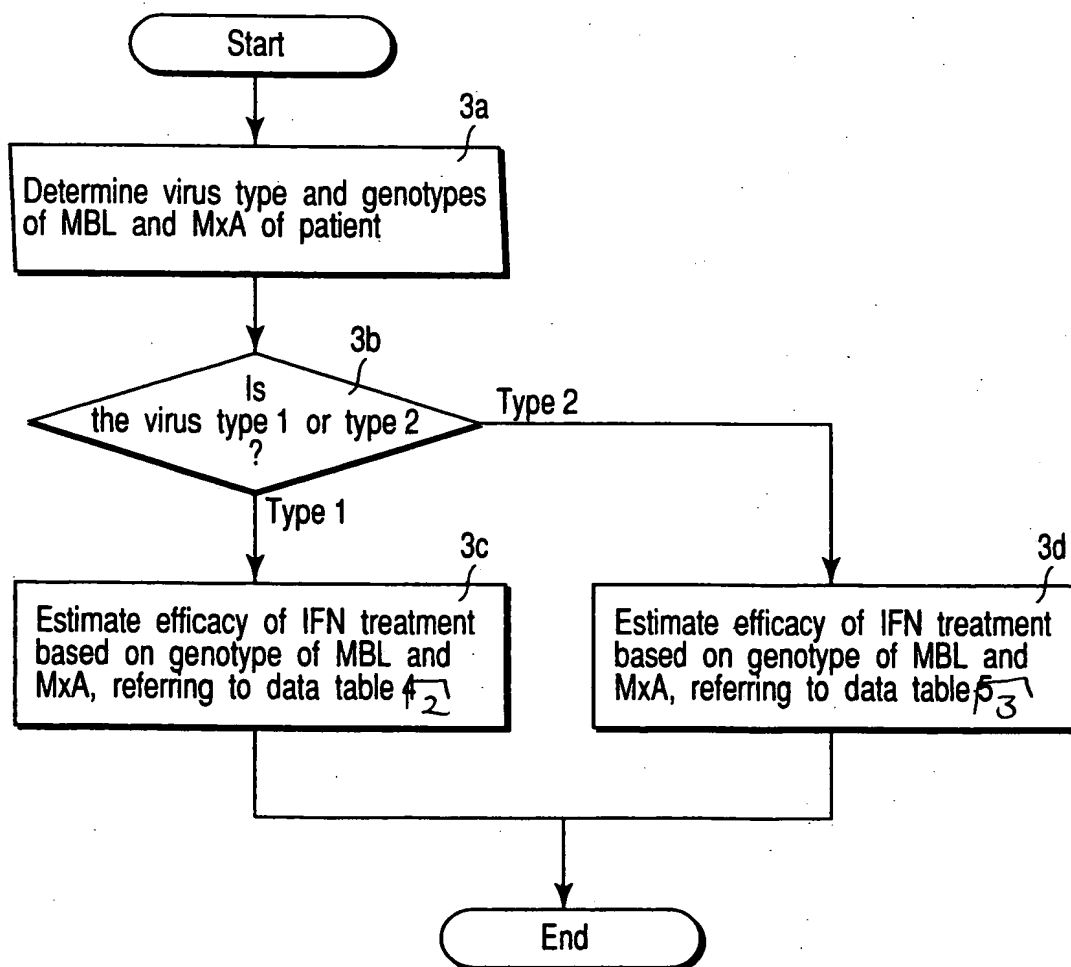 Start
3a
Determine virus type and genotypes
of MBL and MxA of patient
3b
Is
the virus type 1 or type 2
?
Type 2
Type 1
3c
Estimate efficacy of IFN treatment
based on genotype of MBL and
MxA, referring to data table 4 2
3d
Estimate efficacy of IFN treatment
based on genotype of MBL and
MxA, referring to data table 5 3
End